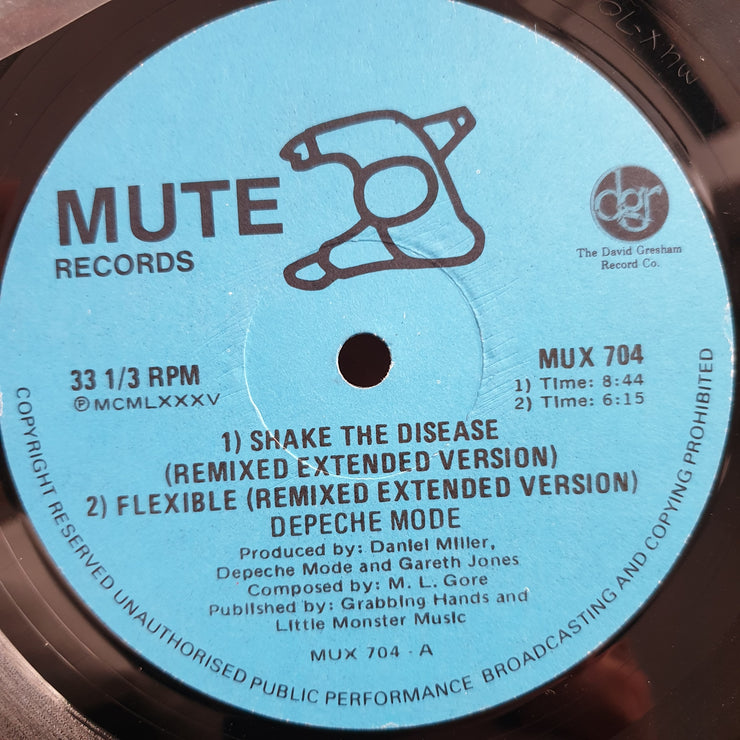 MUTE
RECORDS
dgr
The David Gresham
Record Co.
33 1/3 RPM
ⓅMCMLXXXV
MUX 704
1) Time: 8:44
2) Time: 6:15
1) SHAKE THE DISEASE
(REMIXED EXTENDED VERSION)
2) FLEXIBLE (REMIXED EXTENDED VERSION)
DEPECHE MODE
Produced by: Daniel Miller,
Depeche Mode and Gareth Jones
Composed by: M. L. Gore
Published by: Grabbing Hands and
Little Monster Music
MUX 704 - A
COPYRIGHT RESERVED UNAUTHORISED PUBLIC PERFORMANCE BROADCASTING AND COPYING PROHIBITED